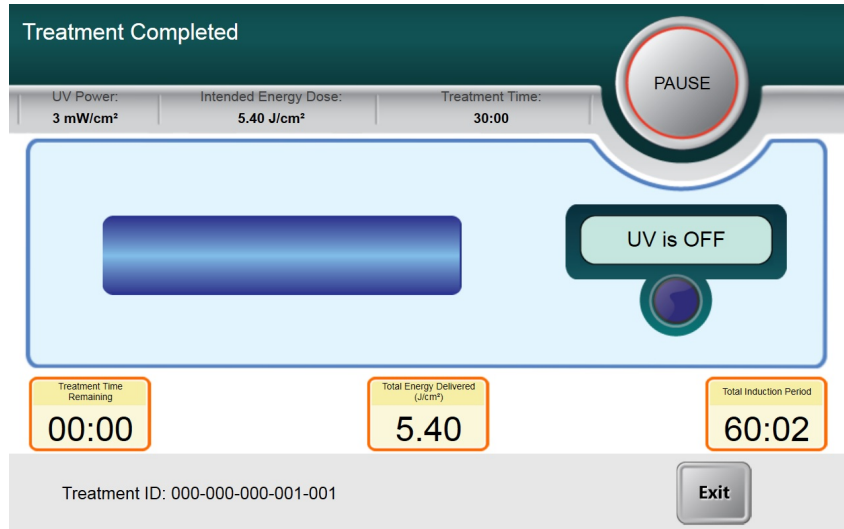 Treatment Completed
PAUSE
UV Power:
3 mW/cm²
Intended Energy Dose:
5.40 J/cm²
Treatment Time:
30:00
UV is OFF
Treatment Time
Remaining
00:00
Total Energy Delivered
(J/cm²)
5.40
Total Induction Period
60:02
Treatment ID: 000-000-000-001-001
Exit